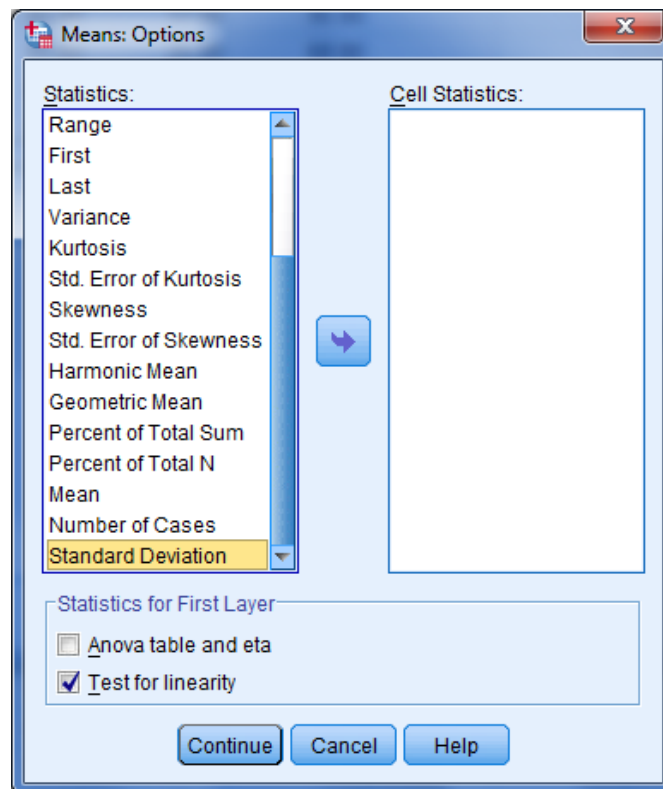 Means: Options
Statistics:
Range
First
Last
Variance
Kurtosis
Std. Error of Kurtosis
Skewness
Std. Error of Skewness
Harmonic Mean
Geometric Mean
Percent of Total Sum
Percent of Total N
Mean
Number of Cases
Standard Deviation
Cell Statistics:
Statistics for First Layer
Anova table and eta
Test for linearity
Continue Cancel Help